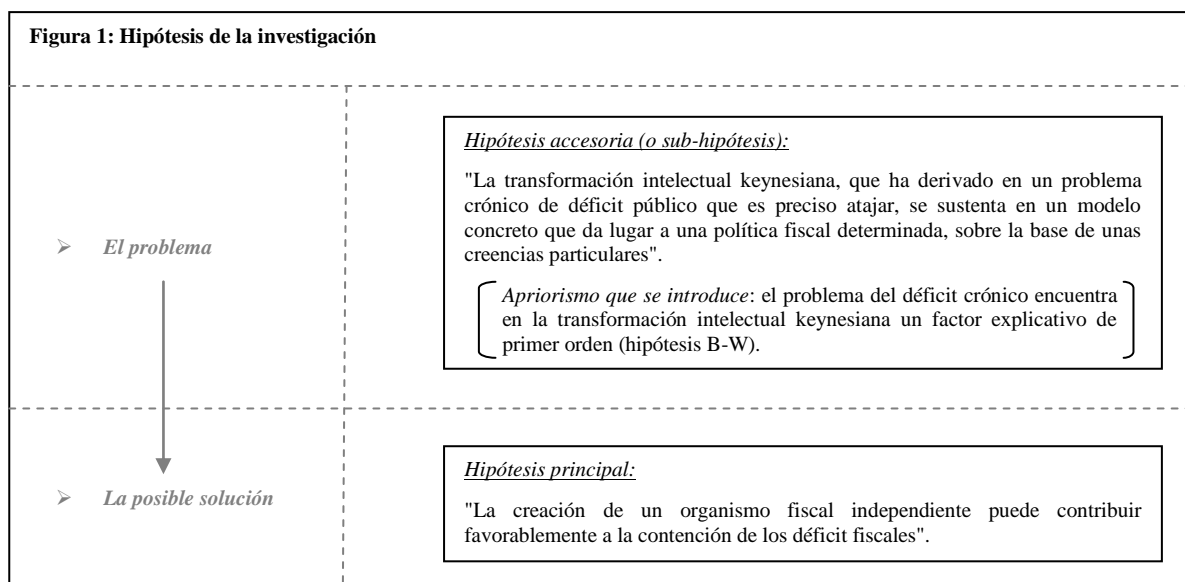 Figura 1: Hipótesis de la investigación
Hipótesis accesoria (o sub-hipótesis):
"La transformación intelectual keynesiana, que ha derivado en un problema
crónico de déficit público que es preciso atajar, se sustenta en un modelo
concreto que da lugar a una política fiscal determinada, sobre la base de unas
creencias particulares".
➢ El problema
Apriorismo que se introduce: el problema del déficit crónico encuentra
en la transformación intelectual keynesiana un factor explicativo de
primer orden (hipótesis B-W).
Hipótesis principal:
➢ La posible solución
"La creación de un organismo fiscal independiente puede contribuir
favorablemente a la contención de los déficit fiscales".